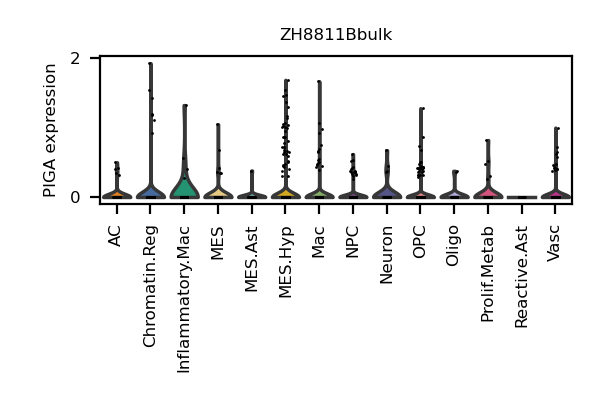 ZH8811Bbulk
PIGA expression
2
0
AC
Chromatin.Reg
Inflammatory.Mac
MES
MES.Ast
MES.Hyp
Mac
NPC
Neuron
OPC
Oligo
Prolif.Metab
Reactive.Ast
Vasc